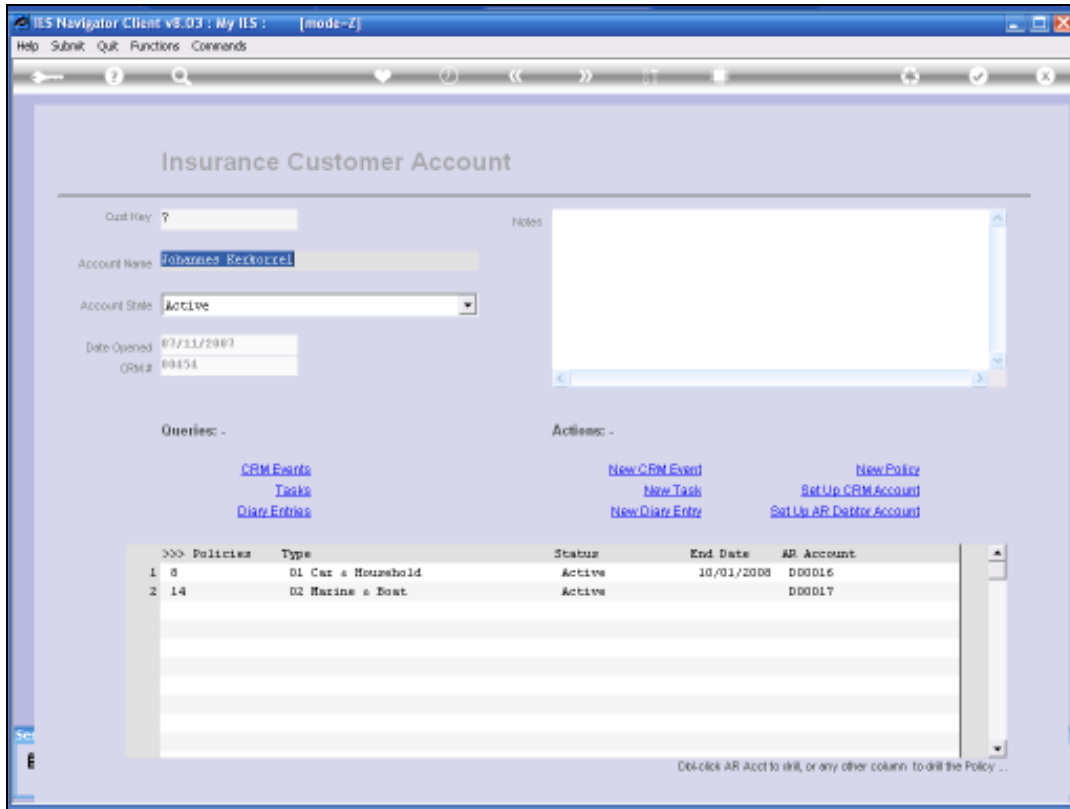 IES Navigator Client v8.03 : My IES : [mode=Z]
Help Submit Quit Functions Commands
Insurance Customer Account
Cust Key ?
Notes
Account Name Johannes Kerkorrel
Account State Active
Date Opened 07/11/2007
CRM # 00454
Queries: -
Actions: -
CRM Events
New CRM Event
New Policy
Tasks
New Task
Set Up CRM Account
Diary Entries
New Diary Entry
Set Up AR Debtor Account
>>> Policies Type Status End Date AR Account
1 8 01 Car & Household Active 10/01/2008 D00016
2 14 02 Marine & Boat Active D00017
Dbl-click AR Acct to drill, or any other column to drill the Policy ...